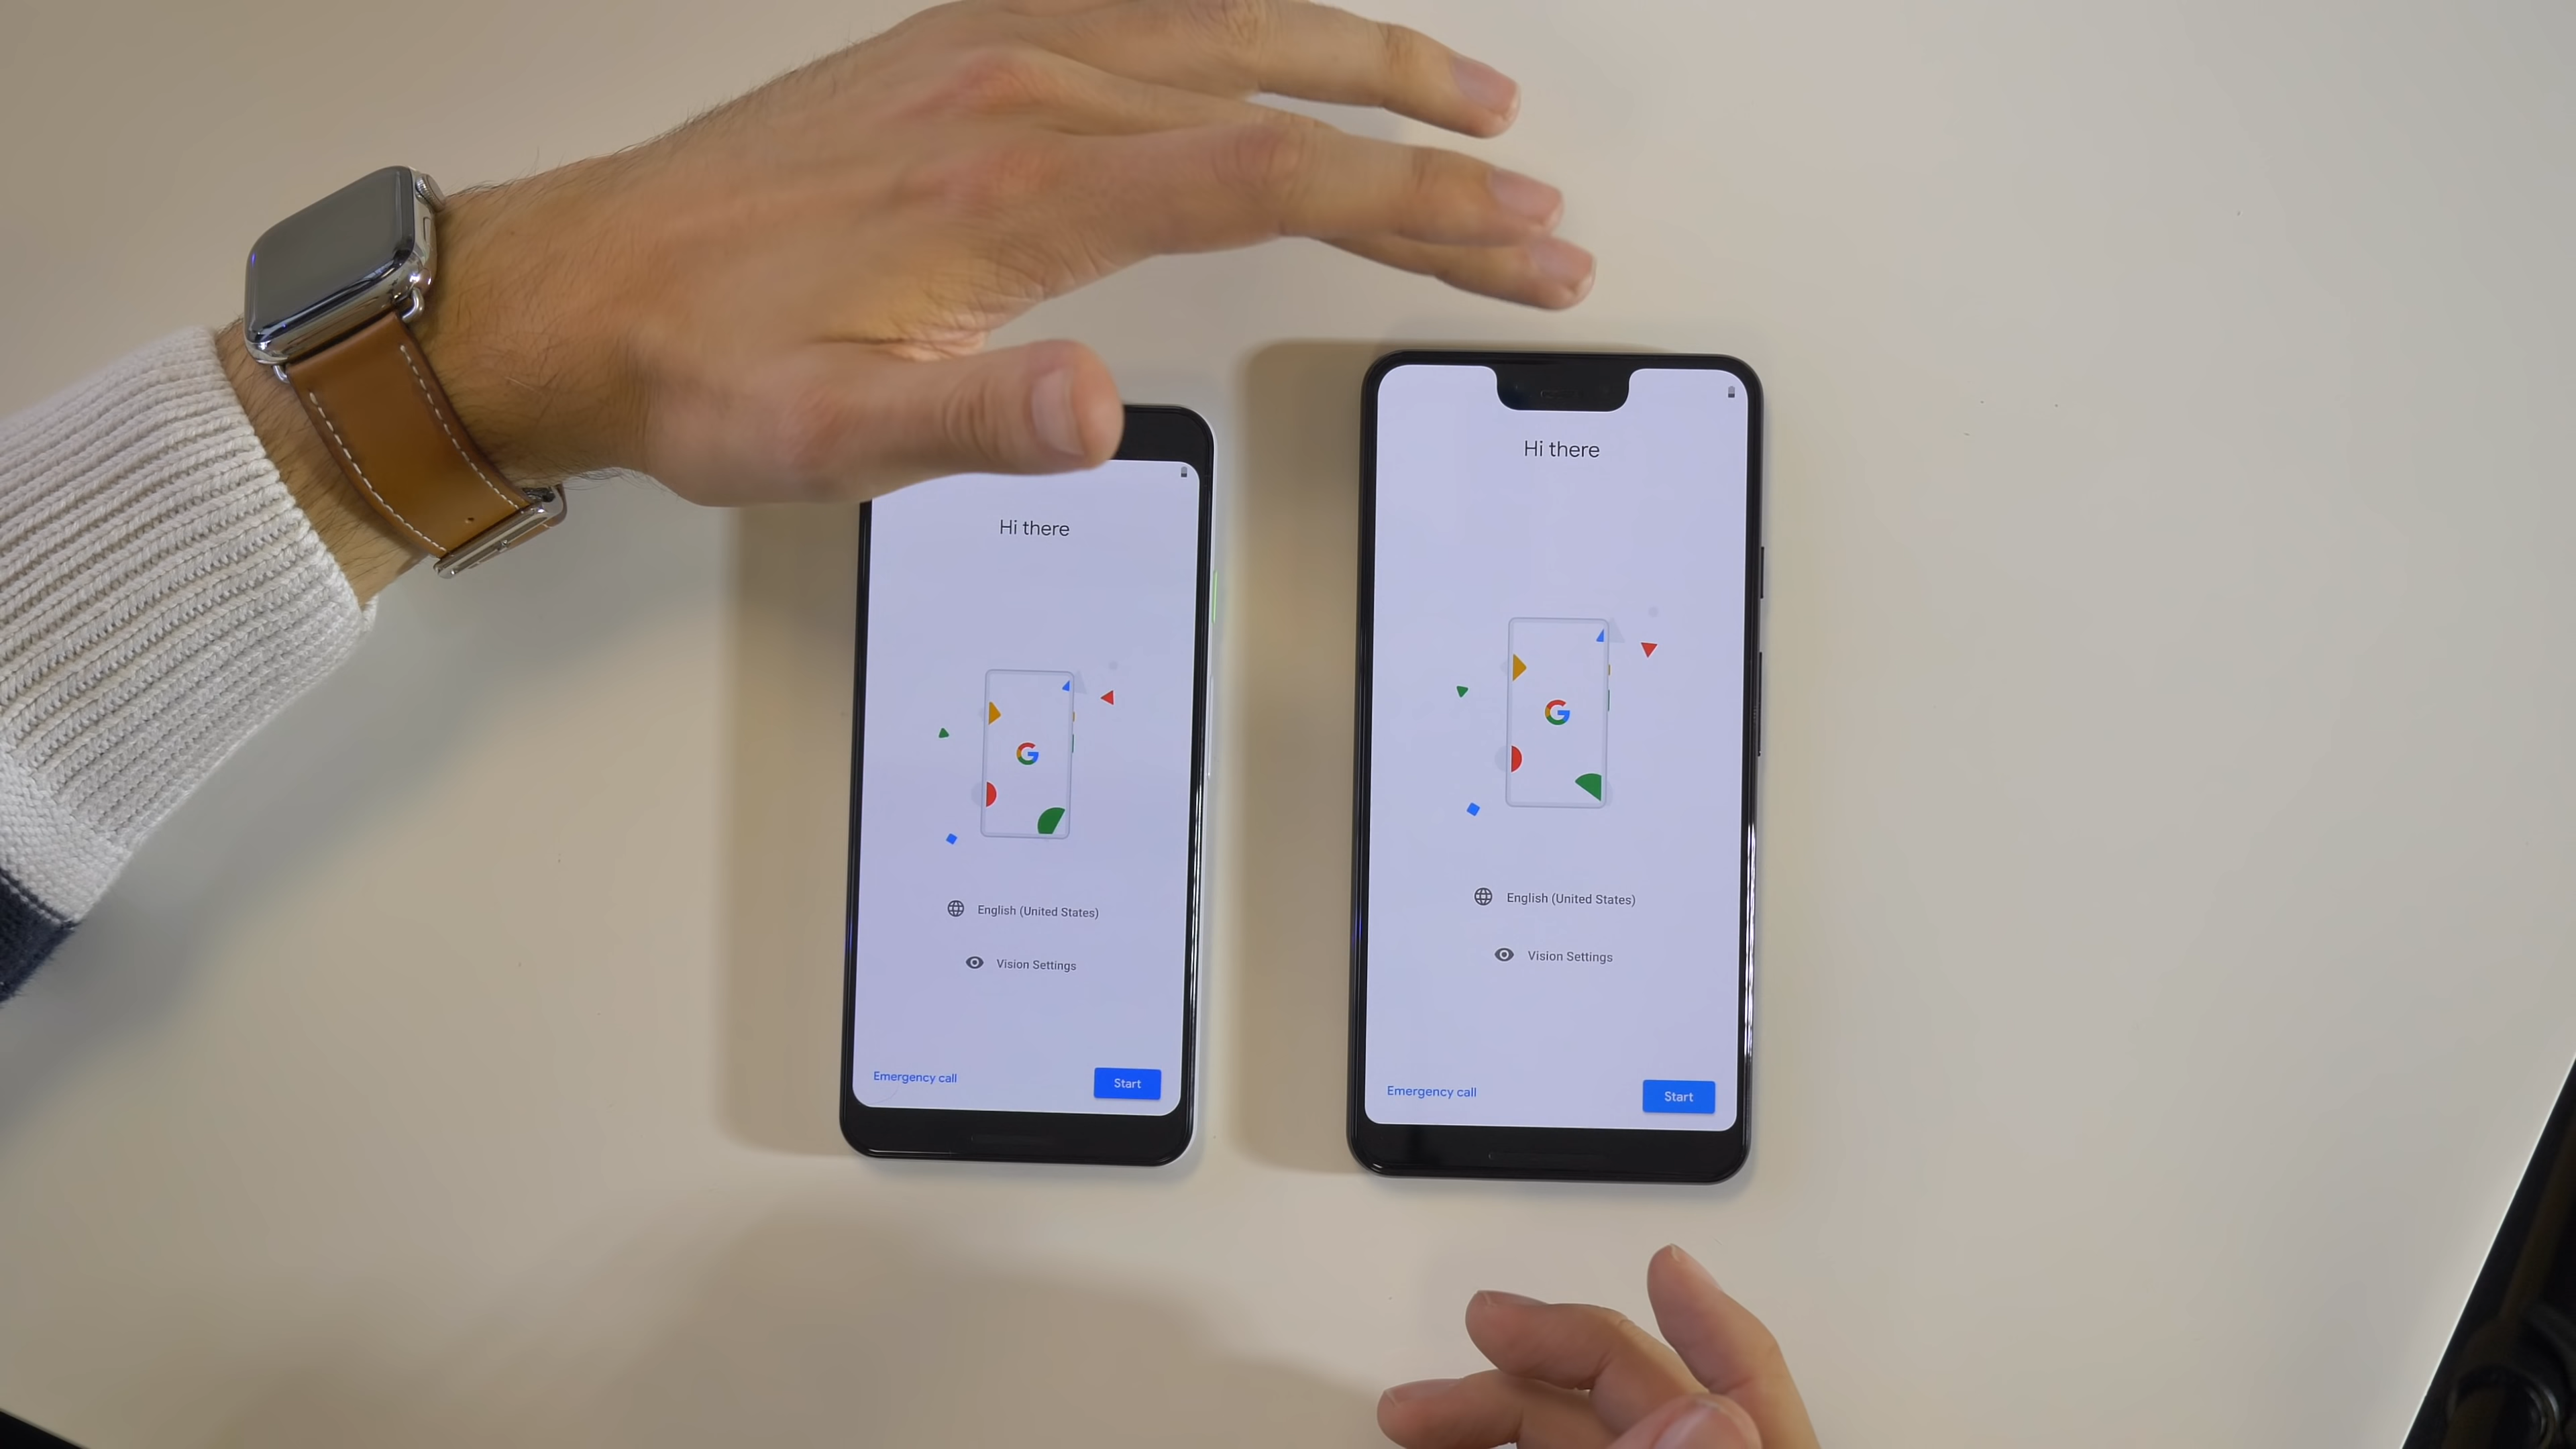 Hi there
G
English (United States)
Vision Settings
Emergency call
Start
Hi there
G
English (United States)
Vision Settings
Emergency call
Start